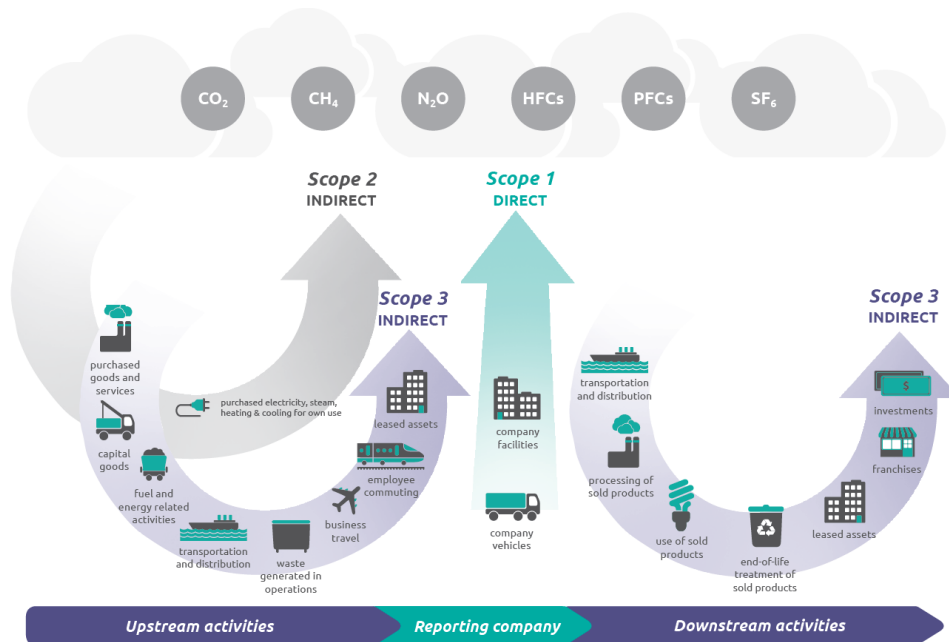 CO₂
CH₄
N₂O
HFCs
PFCs
SF₆
Scope 2
INDIRECT
Scope 1
DIRECT
Scope 3
INDIRECT
Scope 3
INDIRECT
purchased
goods and
services
capital
goods
fuel and
energy related
activities
purchased electricity, steam,
heating & cooling for own use
transportation
and distribution
waste
generated in
operations
business
travel
employee
commuting
leased assets
company
facilities
company
vehicles
transportation
and distribution
processing of
sold products
use of sold
products
end-of-life
treatment of
sold products
leased assets
franchises
$
investments
Upstream activities
Reporting company
Downstream activities